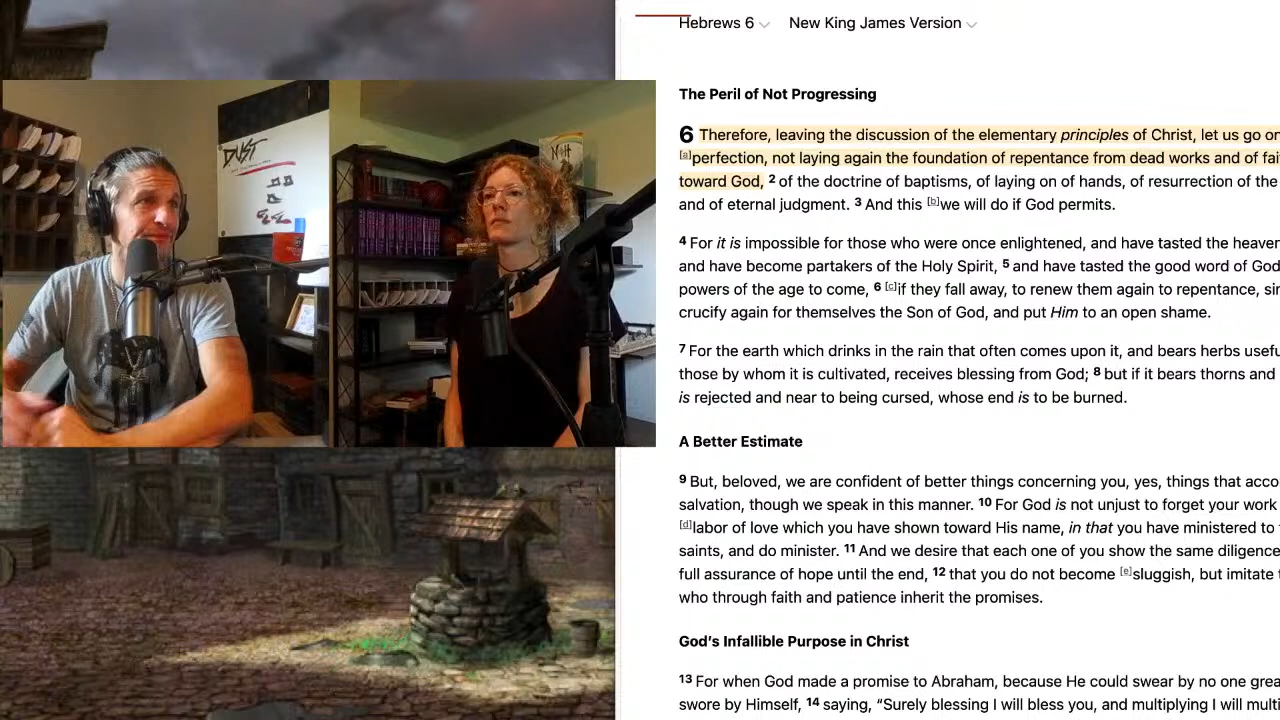 Hebrews 6 New King James Version
The Peril of Not Progressing
6 Therefore, leaving the discussion of the elementary principles of Christ, let us go on
[a]perfection, not laying again the foundation of repentance from dead works and of fai
toward God, 2 of the doctrine of baptisms, of laying on of hands, of resurrection of the
and of eternal judgment. 3 And this [b]we will do if God permits.
4 For it is impossible for those who were once enlightened, and have tasted the heaven
and have become partakers of the Holy Spirit, 5 and have tasted the good word of God
powers of the age to come, 6 [c]if they fall away, to renew them again to repentance, sin
crucify again for themselves the Son of God, and put Him to an open shame.
7 For the earth which drinks in the rain that often comes upon it, and bears herbs usefu
those by whom it is cultivated, receives blessing from God; 8 but if it bears thorns and
is rejected and near to being cursed, whose end is to be burned.
A Better Estimate
9 But, beloved, we are confident of better things concerning you, yes, things that acco
salvation, though we speak in this manner. 10 For God is not unjust to forget your work
[d]labor of love which you have shown toward His name, in that you have ministered to
saints, and do minister. 11 And we desire that each one of you show the same diligence
full assurance of hope until the end, 12 that you do not become [e]sluggish, but imitate
who through faith and patience inherit the promises.
God's Infallible Purpose in Christ
13 For when God made a promise to Abraham, because He could swear by no one grea
swore by Himself, 14 saying, "Surely blessing I will bless you, and multiplying I will multi
DUST